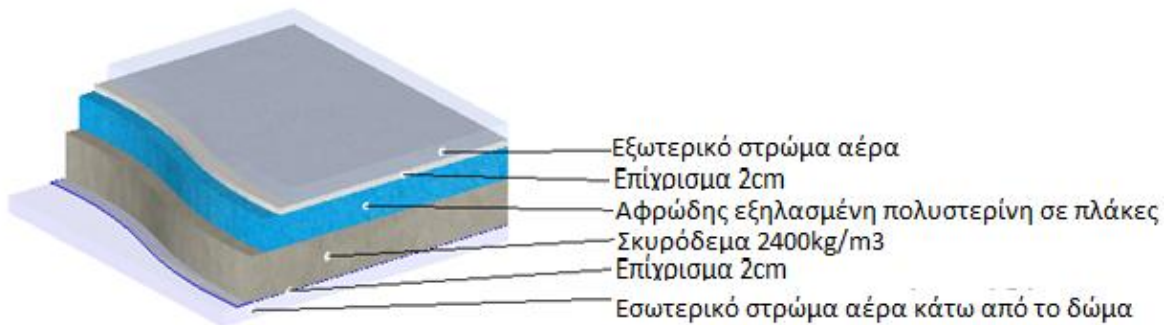 Εξωτερικό στρώμα αέρα
Επίχρισμα 2cm
Αφρώδης εξηλασμένη πολυστερίνη σε πλάκες
Σκυρόδεμα 2400kg/m3
Επίχρισμα 2cm
Εσωτερικό στρώμα αέρα κάτω από το δώμα